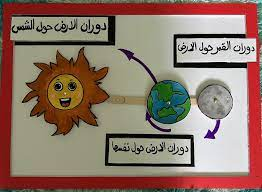 دوران الارض حول الشمس
دوران القمر حول الارض
دوران الارض حول نفسها